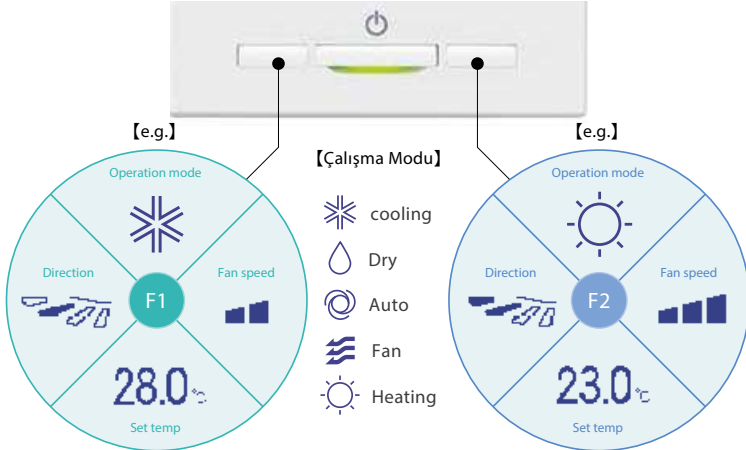 【e.g.】
【e.g.】
【Çalışma Modu】
Operation mode
Direction
Fan speed
F1
28.0°C
Set temp
cooling
Dry
Auto
Fan
Heating
Operation mode
Direction
Fan speed
F2
23.0°C
Set temp